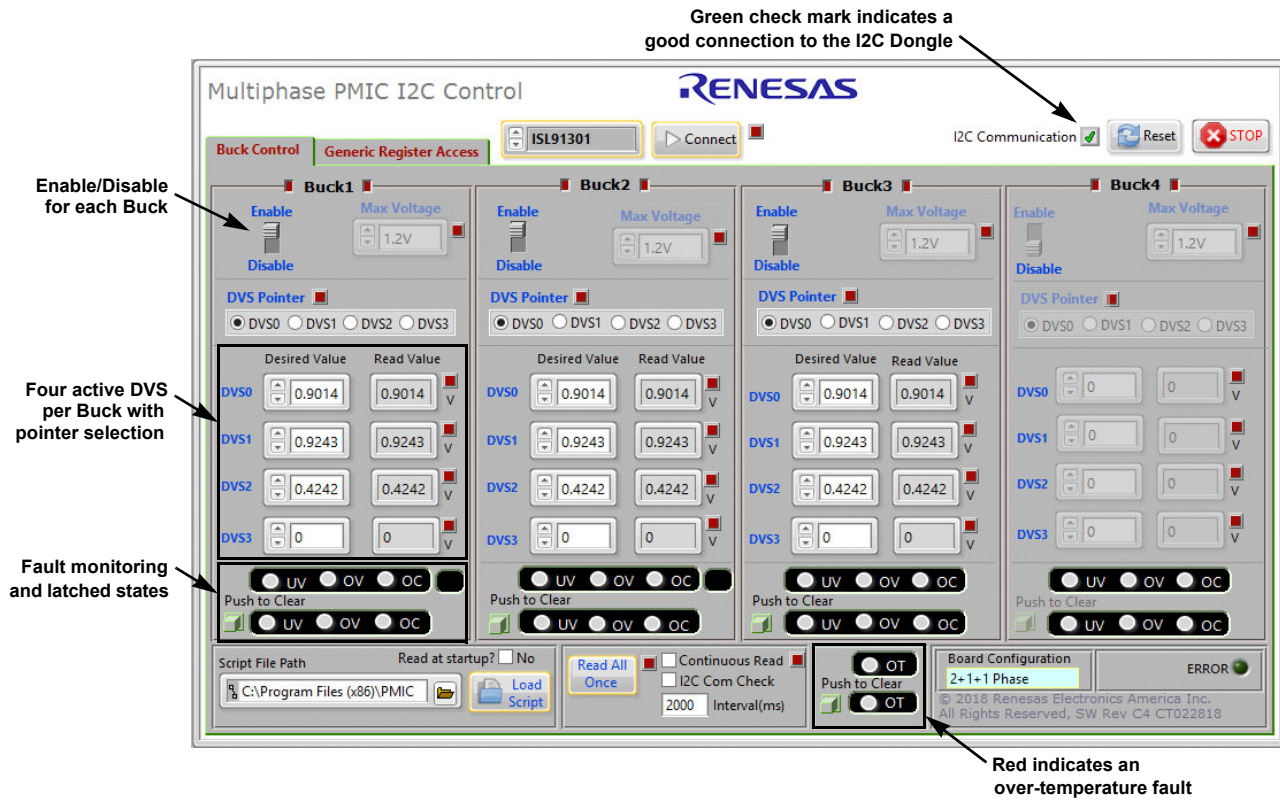 Green check mark indicates a
good connection to the I2C Dongle
Multiphase PMIC I2C Control
RENESAS
ISL91301
Connect
I2C Communication
Reset
STOP
Buck Control
Generic Register Access
Enable/Disable
for each Buck
Buck1
Enable
Max Voltage
1.2V
Disable
DVS Pointer
DVS0 DVS1 DVS2 DVS3
Desired Value Read Value
DVS0 0.9014 0.9014 V
DVS1 0.9243 0.9243 V
DVS2 0.4242 0.4242 V
DVS3 0 0 V
UV OV OC
Push to Clear
UV OV OC
Four active DVS
per Buck with
pointer selection
Fault monitoring
and latched states
Buck2
Enable
Max Voltage
1.2V
Disable
DVS Pointer
DVS0 DVS1 DVS2 DVS3
Desired Value Read Value
DVS0 0.9014 0.9014 V
DVS1 0.9243 0.9243 V
DVS2 0.4242 0.4242 V
DVS3 0 0 V
UV OV OC
Push to Clear
UV OV OC
Buck3
Enable
Max Voltage
1.2V
Disable
DVS Pointer
DVS0 DVS1 DVS2 DVS3
Desired Value Read Value
DVS0 0.9014 0.9014 V
DVS1 0.9243 0.9243 V
DVS2 0.4242 0.4242 V
DVS3 0 0 V
UV OV OC
Push to Clear
UV OV OC
Buck4
Enable
Max Voltage
1.2V
Disable
DVS Pointer
DVS0 DVS1 DVS2 DVS3
DVS0 0 0 V
DVS1 0 0 V
DVS2 0 0 V
DVS3 0 0 V
UV OV OC
Push to Clear
UV OV OC
Script File Path
Read at startup? No
C:\Program Files (x86)\PMIC
Load
Script
Read All
Once
Continuous Read
I2C Com Check
2000 Interval(ms)
OT
Push to Clear
OT
Board Configuration
2+1+1 Phase
ERROR
© 2018 Renesas Electronics America Inc.
All Rights Reserved, SW Rev C4 CT022818
Red indicates an
over-temperature fault